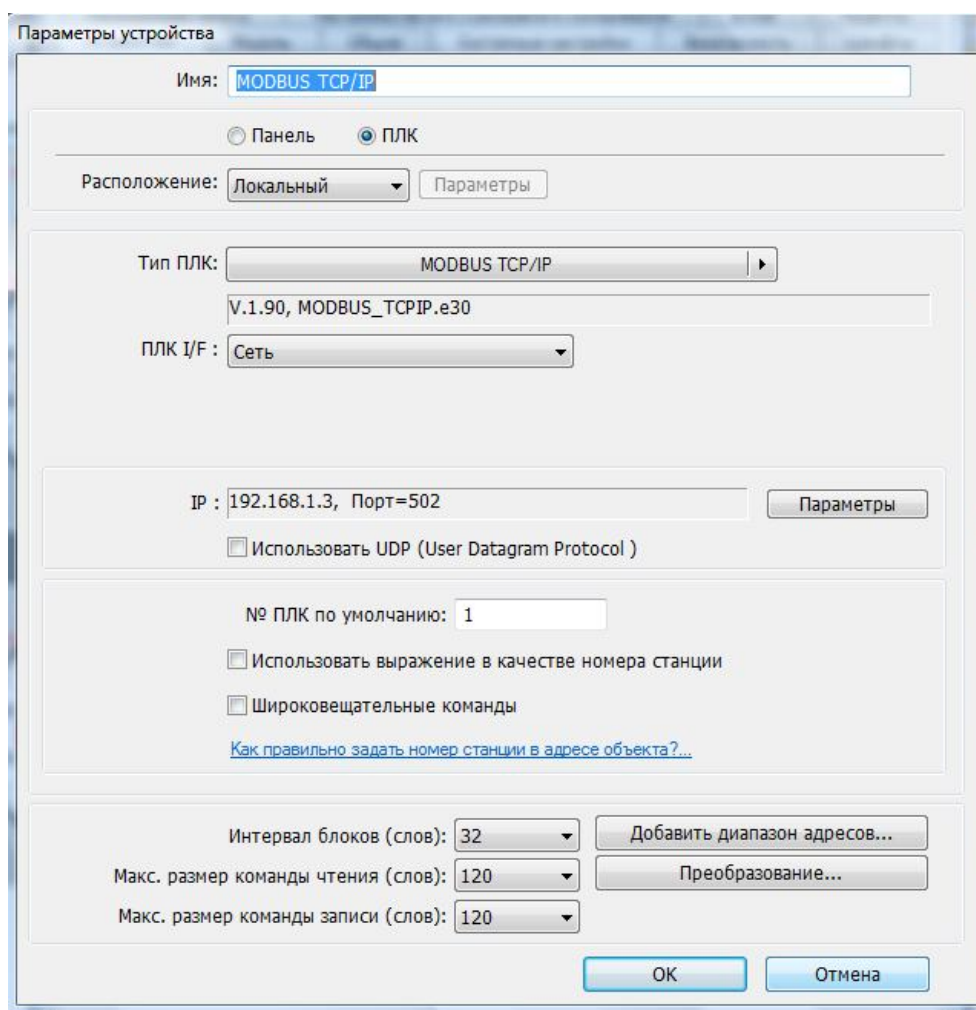 Параметры устройства
Имя: MODBUS TCP/IP
Панель ПЛК
Расположение: Локальный Параметры
Тип ПЛК: MODBUS TCP/IP
V.1.90, MODBUS_TCPIP.e30
ПЛК I/F : Сеть
IP : 192.168.1.3, Порт=502 Параметры
Использовать UDP (User Datagram Protocol )
№ ПЛК по умолчанию: 1
Использовать выражение в качестве номера станции
Широковещательные команды
Как правильно задать номер станции в адресе объекта?...
Интервал блоков (слов): 32 Добавить диапазон адресов...
Макс. размер команды чтения (слов): 120 Преобразование...
Макс. размер команды записи (слов): 120
OK Отмена